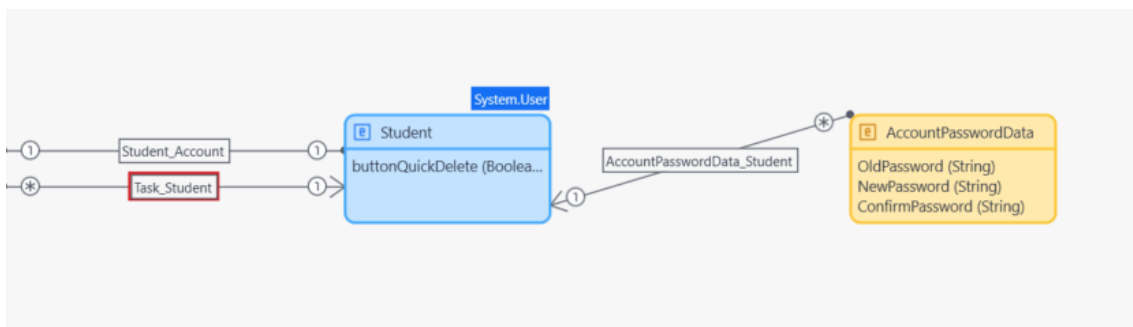 System.User
e Student
buttonQuickDelete (Boolea...
1 Student_Account 1
* Task_Student 1
AccountPasswordData_Student
1
*
e AccountPasswordData
OldPassword (String)
NewPassword (String)
ConfirmPassword (String)